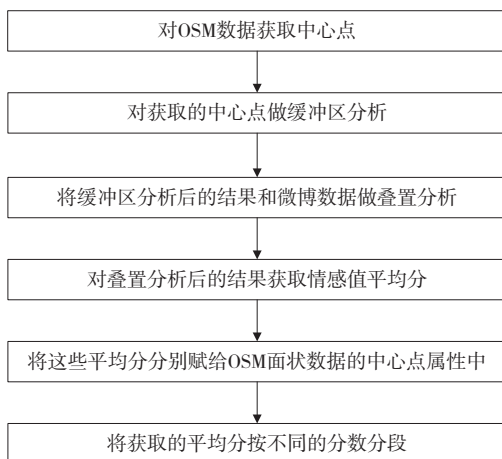 对OSM数据获取中心点
对获取的中心点做缓冲区分析
将缓冲区分析后的结果和微博数据做叠置分析
对叠置分析后的结果获取情感值平均分
将这些平均分分别赋给OSM面状数据的中心点属性中
将获取的平均分按不同的分数分段